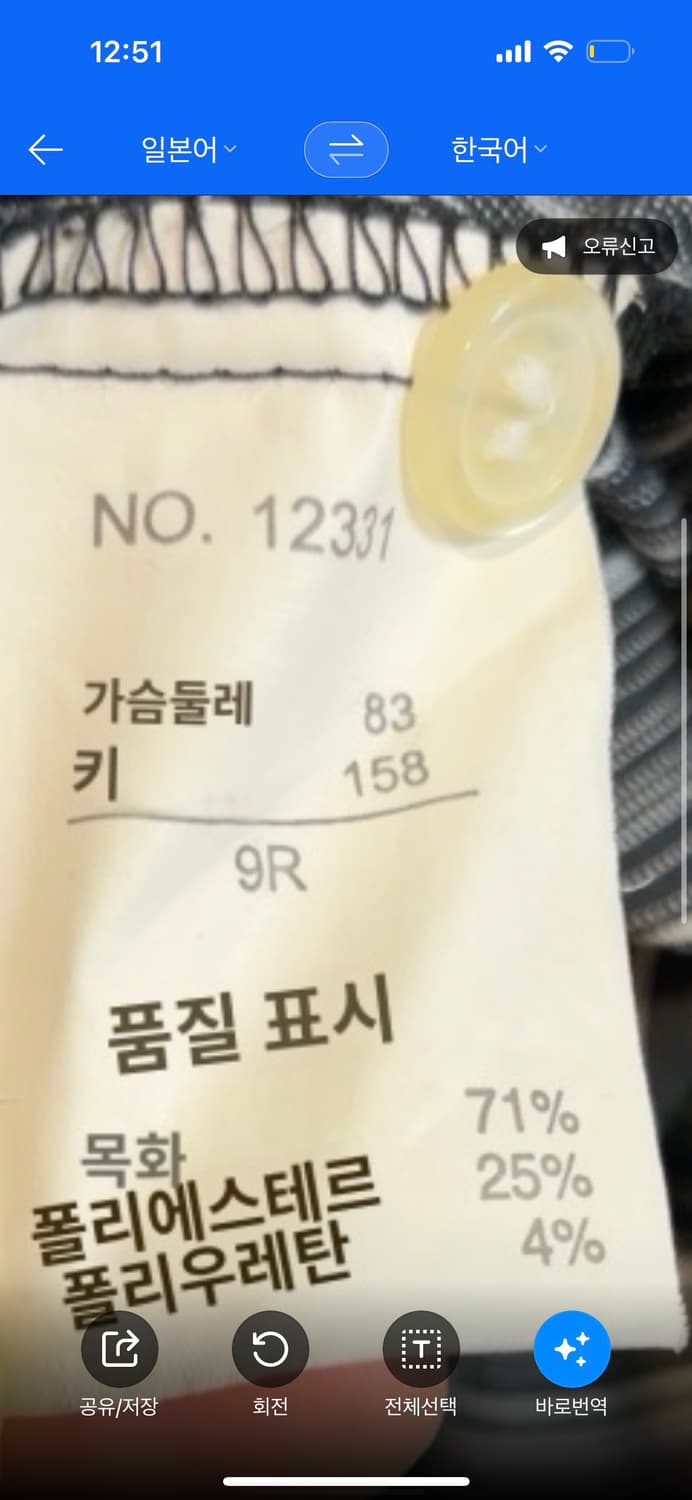 12:51
일본어
한국어
오류신고
NO. 12331
가슴둘레 83
키 158
9R
품질 표시
목화 71%
폴리에스테르 25%
폴리우레탄 4%
T
공유/저장
회전
전체선택
바로번역